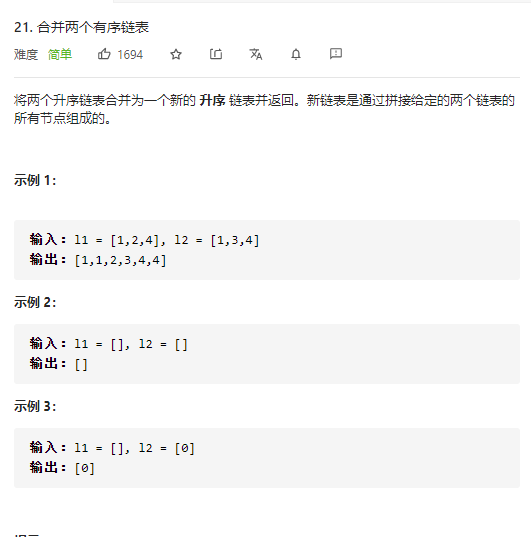 21. 合并两个有序链表
难度 简单 1694
将两个升序链表合并为一个新的 升序 链表并返回。新链表是通过拼接给定的两个链表的
所有节点组成的。
示例 1：
输入：l1 = [1,2,4], l2 = [1,3,4]
输出：[1,1,2,3,4,4]
示例 2：
输入：l1 = [], l2 = []
输出：[]
示例 3：
输入：l1 = [], l2 = [0]
输出：[0]